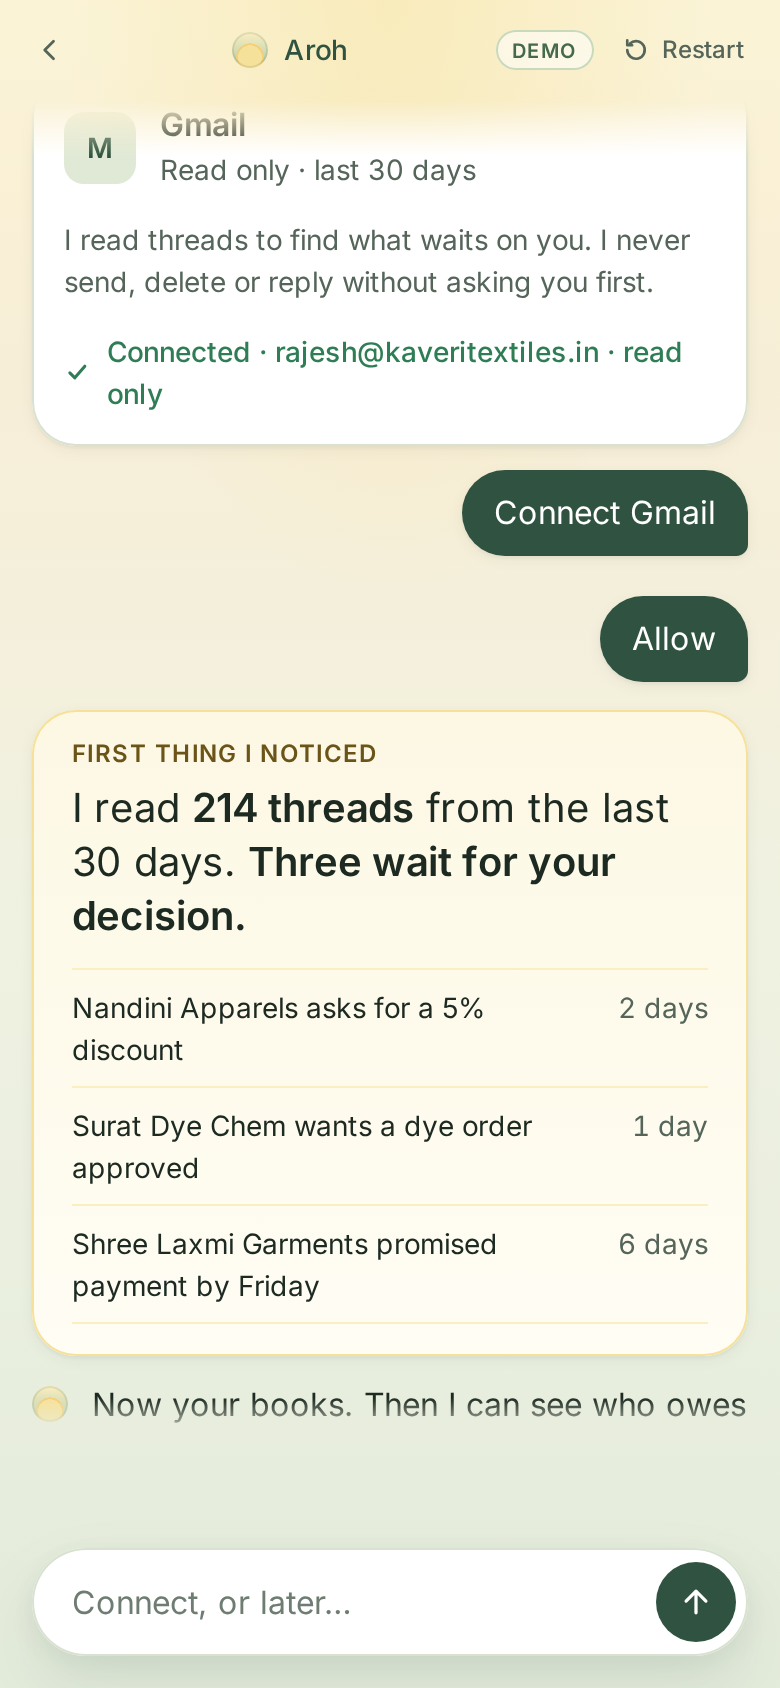 Aroh
DEMO
Restart
M
Gmail
Read only · last 30 days
I read threads to find what waits on you. I never
send, delete or reply without asking you first.
Connected · rajesh@kaveritextiles.in · read
only
Connect Gmail
Allow
FIRST THING I NOTICED
I read 214 threads from the last
30 days. Three wait for your
decision.
Nandini Apparels asks for a 5%
discount
2 days
Surat Dye Chem wants a dye order
approved
1 day
Shree Laxmi Garments promised
payment by Friday
6 days
Now your books. Then I can see who owes
Connect, or later...